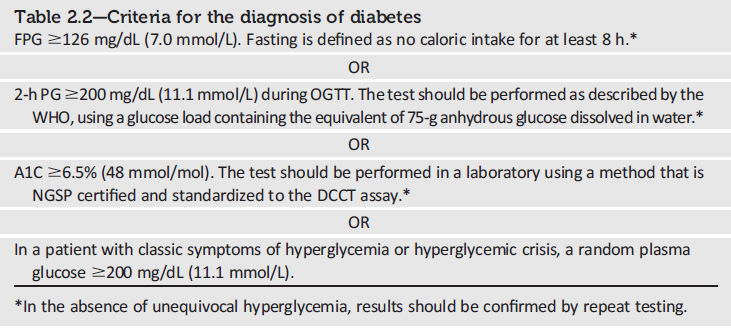 Table 2.2—Criteria for the diagnosis of diabetes
FPG ≥126 mg/dL (7.0 mmol/L). Fasting is defined as no caloric intake for at least 8 h.*
OR
2-h PG ≥200 mg/dL (11.1 mmol/L) during OGTT. The test should be performed as described by the
WHO, using a glucose load containing the equivalent of 75-g anhydrous glucose dissolved in water.*
OR
A1C ≥6.5% (48 mmol/mol). The test should be performed in a laboratory using a method that is
NGSP certified and standardized to the DCCT assay.*
OR
In a patient with classic symptoms of hyperglycemia or hyperglycemic crisis, a random plasma
glucose ≥200 mg/dL (11.1 mmol/L).
*In the absence of unequivocal hyperglycemia, results should be confirmed by repeat testing.